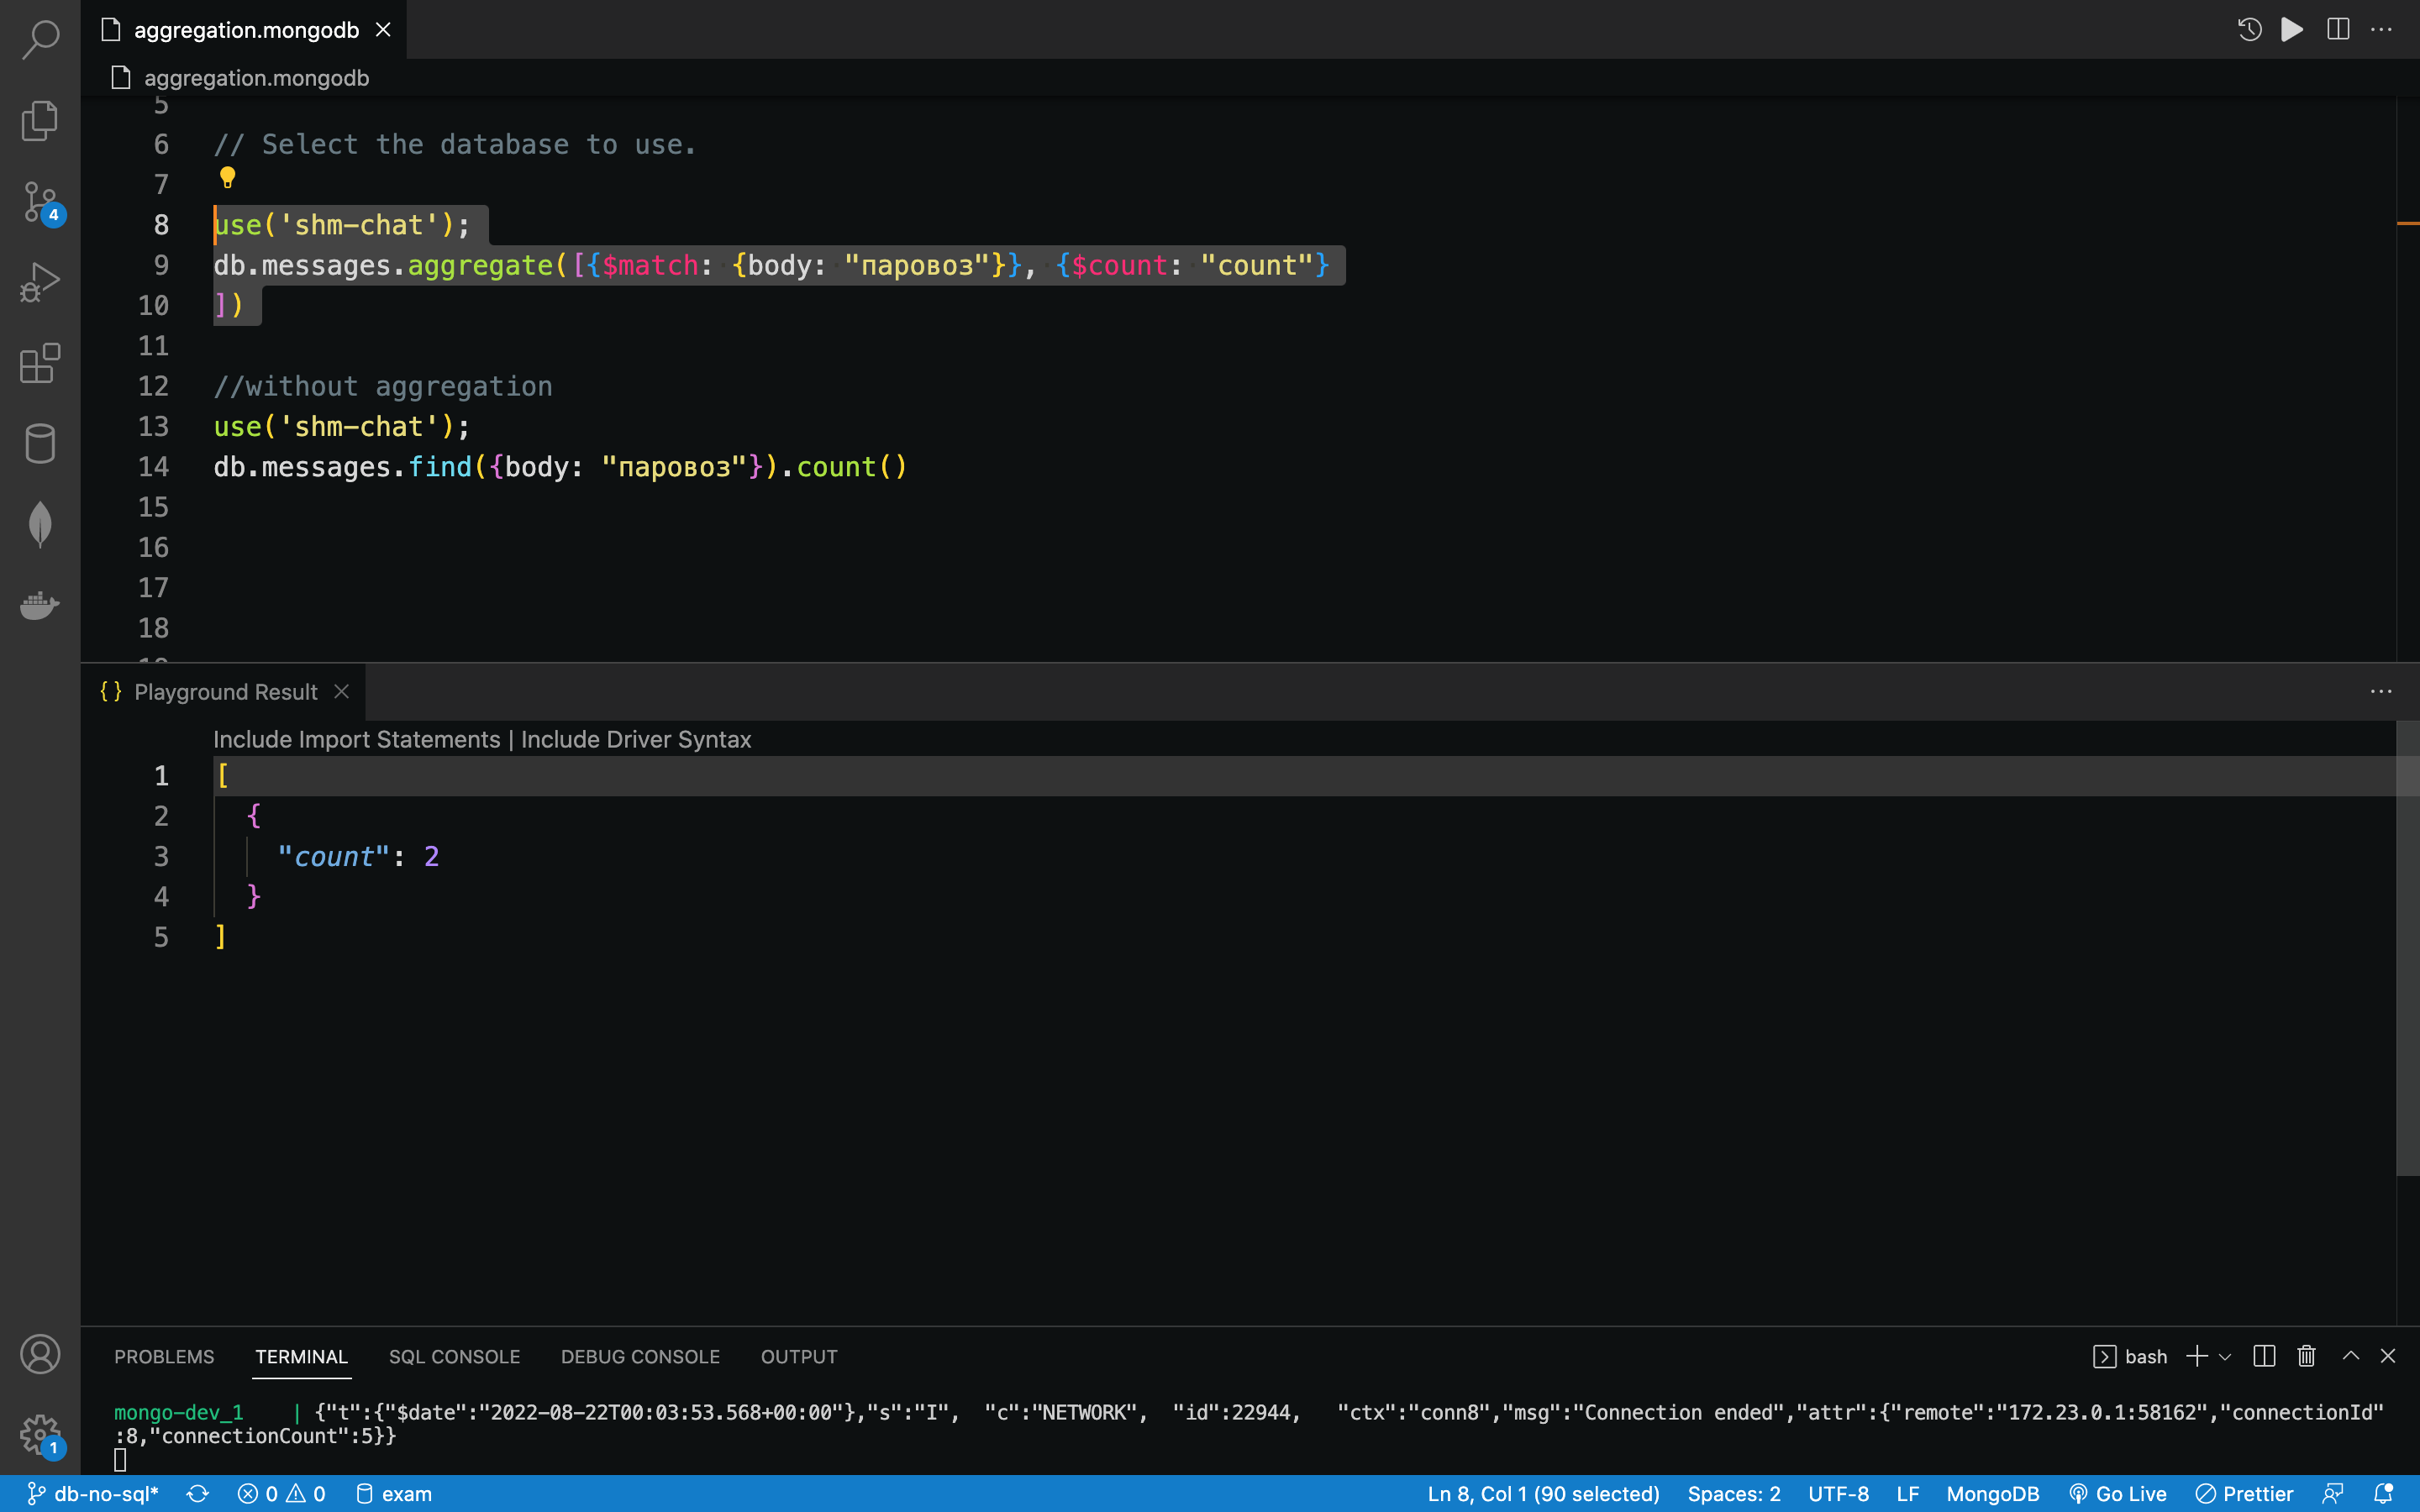 aggregation.mongodb
aggregation.mongodb
5
6 // Select the database to use.
7
8 use('shm-chat');
9 db.messages.aggregate([{$match: {body: "паровоз"}}, {$count: "count"}
10 ])
11
12 //without aggregation
13 use('shm-chat');
14 db.messages.find({body: "паровоз"}).count()
15
16
17
18
4
{} Playground Result
Include Import Statements | Include Driver Syntax
1 [
2 {
3 "count": 2
4 }
5 ]
PROBLEMS TERMINAL SQL CONSOLE DEBUG CONSOLE OUTPUT bash
mongo-dev_1 | {"t":{"$date":"2022-08-22T00:03:53.568+00:00"},"s":"I", "c":"NETWORK", "id":22944, "ctx":"conn8","msg":"Connection ended","attr":{"remote":"172.23.0.1:58162","connectionId"
:8,"connectionCount":5}}
1
db-no-sql* 0 0 exam Ln 8, Col 1 (90 selected) Spaces: 2 UTF-8 LF MongoDB Go Live Prettier